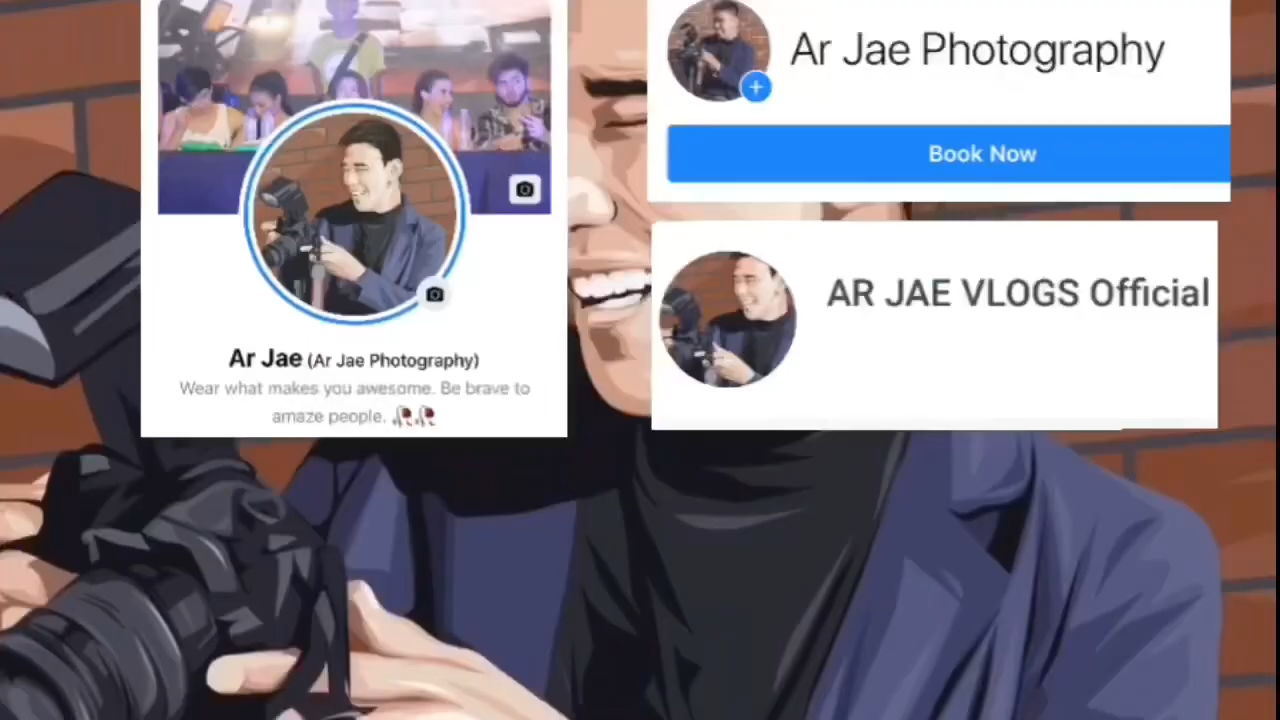 Ar Jae (Ar Jae Photography)
Wear what makes you awesome. Be brave to
amaze people.
Ar Jae Photography
Book Now
AR JAE VLOGS Official